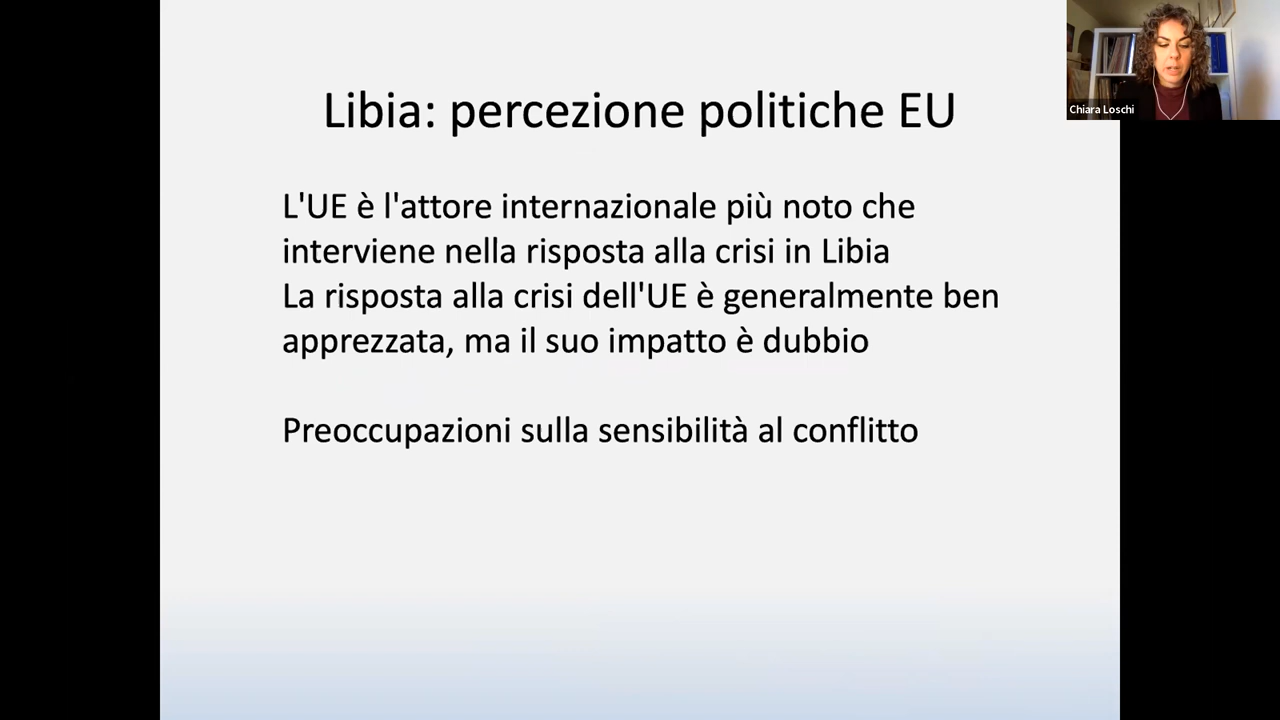 Libia: percezione politiche EU
Chiara Loschi
L'UE è l'attore internazionale più noto che
interviene nella risposta alla crisi in Libia
La risposta alla crisi dell'UE è generalmente ben
apprezzata, ma il suo impatto è dubbio
Preoccupazioni sulla sensibilità al conflitto